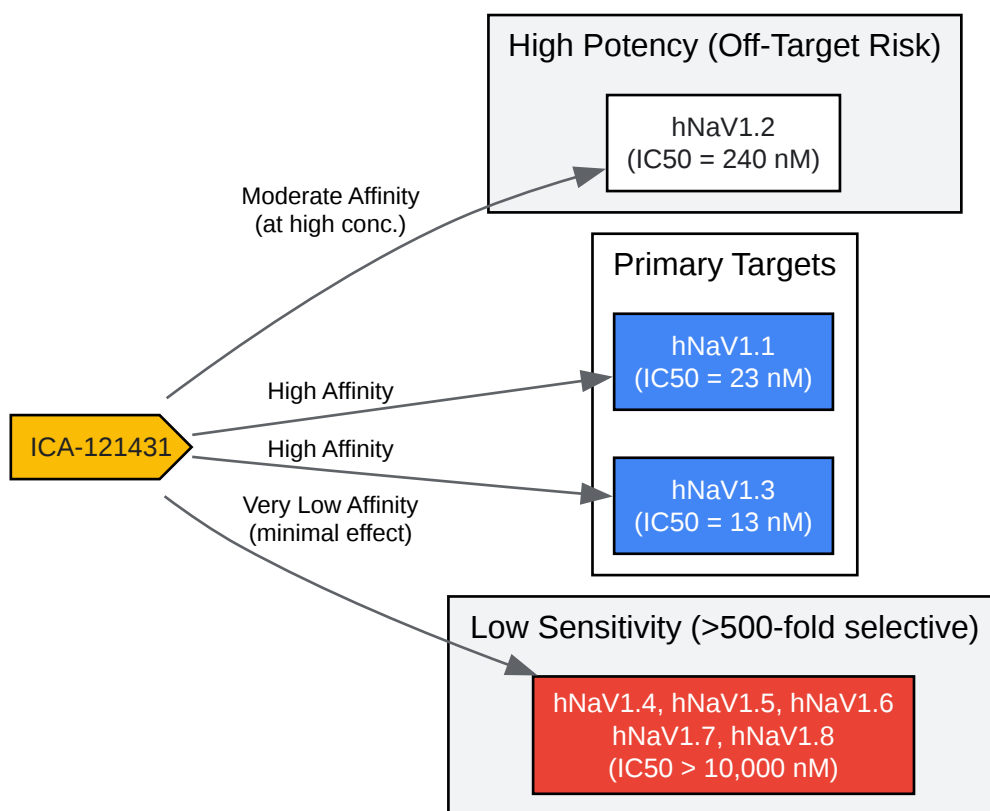 High Potency (Off-Target Risk)
hNaV1.2
(IC50 = 240 nM)
Moderate Affinity
(at high conc.)
Primary Targets
hNaV1.1
(IC50 = 23 nM)
High Affinity
ICA-121431
High Affinity
hNaV1.3
(IC50 = 13 nM)
Very Low Affinity
(minimal effect)
Low Sensitivity (>500-fold selective)
hNaV1.4, hNaV1.5, hNaV1.6
hNaV1.7, hNaV1.8
(IC50 > 10,000 nM)